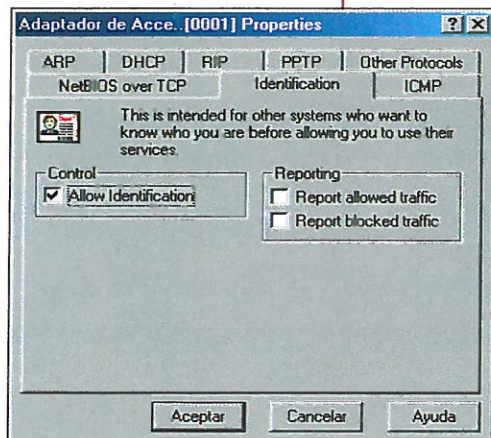 Adaptador de Acce..[0001] Properties
ARP DHCP RIP PPTP Other Protocols
NetBIOS over TCP Identification ICMP
This is intended for other systems who want to
know who you are before allowing you to use their
services.
Control
Allow Identification
Reporting
Report allowed traffic
Report blocked traffic
Aceptar Cancelar Ayuda